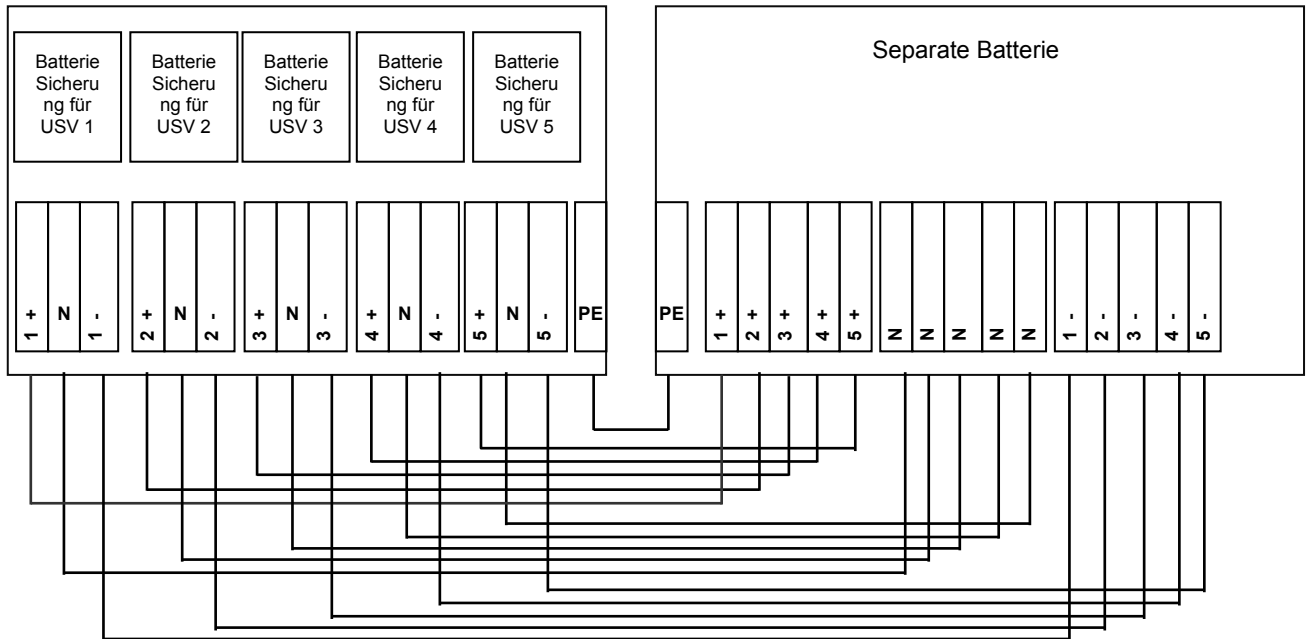 Batterie
Sicheru
ng für
USV 1
Batterie
Sicheru
ng für
USV 2
Batterie
Sicheru
ng für
USV 3
Batterie
Sicheru
ng für
USV 4
Batterie
Sicheru
ng für
USV 5
Separate Batterie
1 +
N
1 -
2 +
N
2 -
3 +
N
3 -
4 +
N
4 -
5 +
N
5 -
PE
PE
1 +
2 +
3 +
4 +
5 +
N
N
N
N
N
1 -
2 -
3 -
4 -
5 -